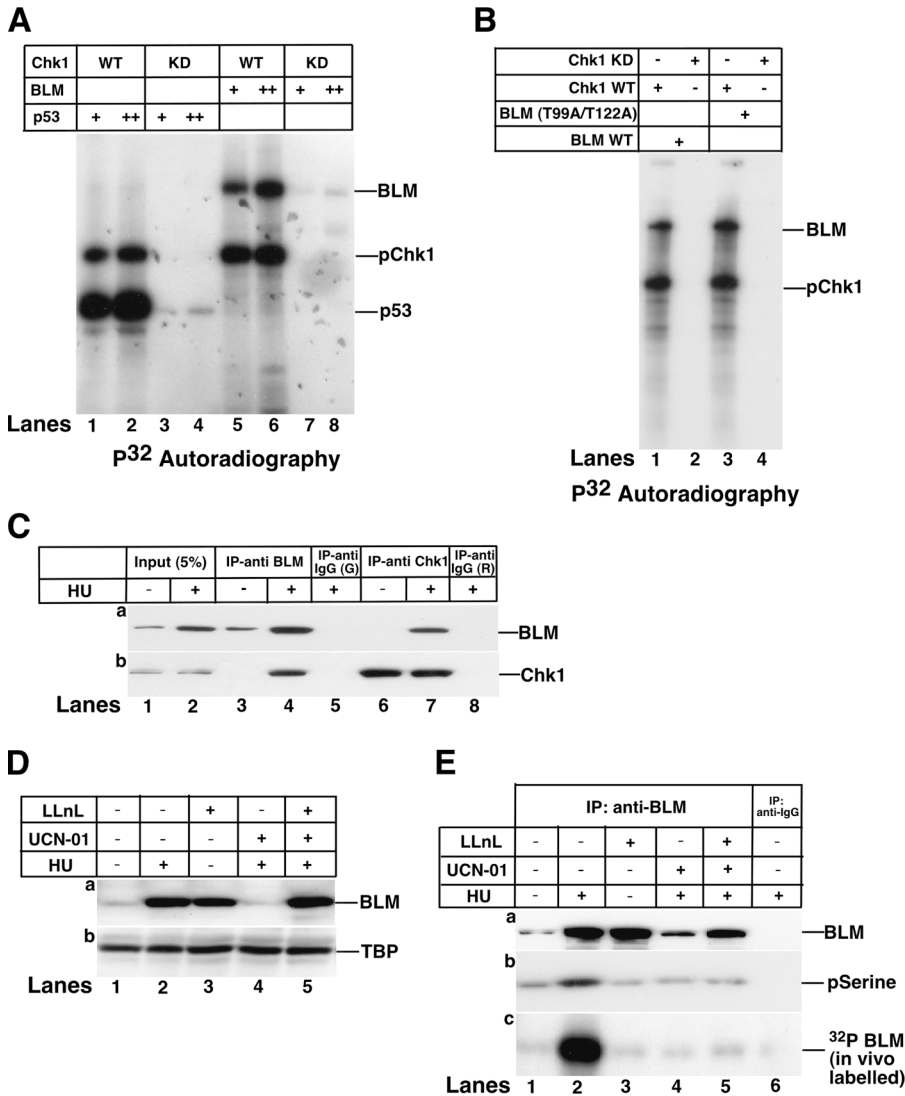 A
Chk1 WT KD WT KD
BLM + ++ + ++
p53 + ++ + ++
BLM
pChk1
p53
Lanes 1 2 3 4 5 6 7 8
P32 Autoradiography
B
Chk1 KD - + - +
Chk1 WT + - + -
BLM (T99A/T122A) +
BLM WT +
BLM
pChk1
Lanes 1 2 3 4
P32 Autoradiography
C
Input (5%) IP-anti BLM IP-anti IgG (G) IP-anti Chk1 IP-anti IgG (R)
HU - + - + + - + +
a
BLM
b
Chk1
Lanes 1 2 3 4 5 6 7 8
D
LLnL - - + - +
UCN-01 - - - + +
HU - + - + +
a
BLM
b
TBP
Lanes 1 2 3 4 5
E
IP: anti-BLM IP: anti-IgG
LLnL - - + - + -
UCN-01 - - - + + -
HU - + - + + +
a
BLM
b
pSerine
c
32P BLM
(in vivo
labelled)
Lanes 1 2 3 4 5 6